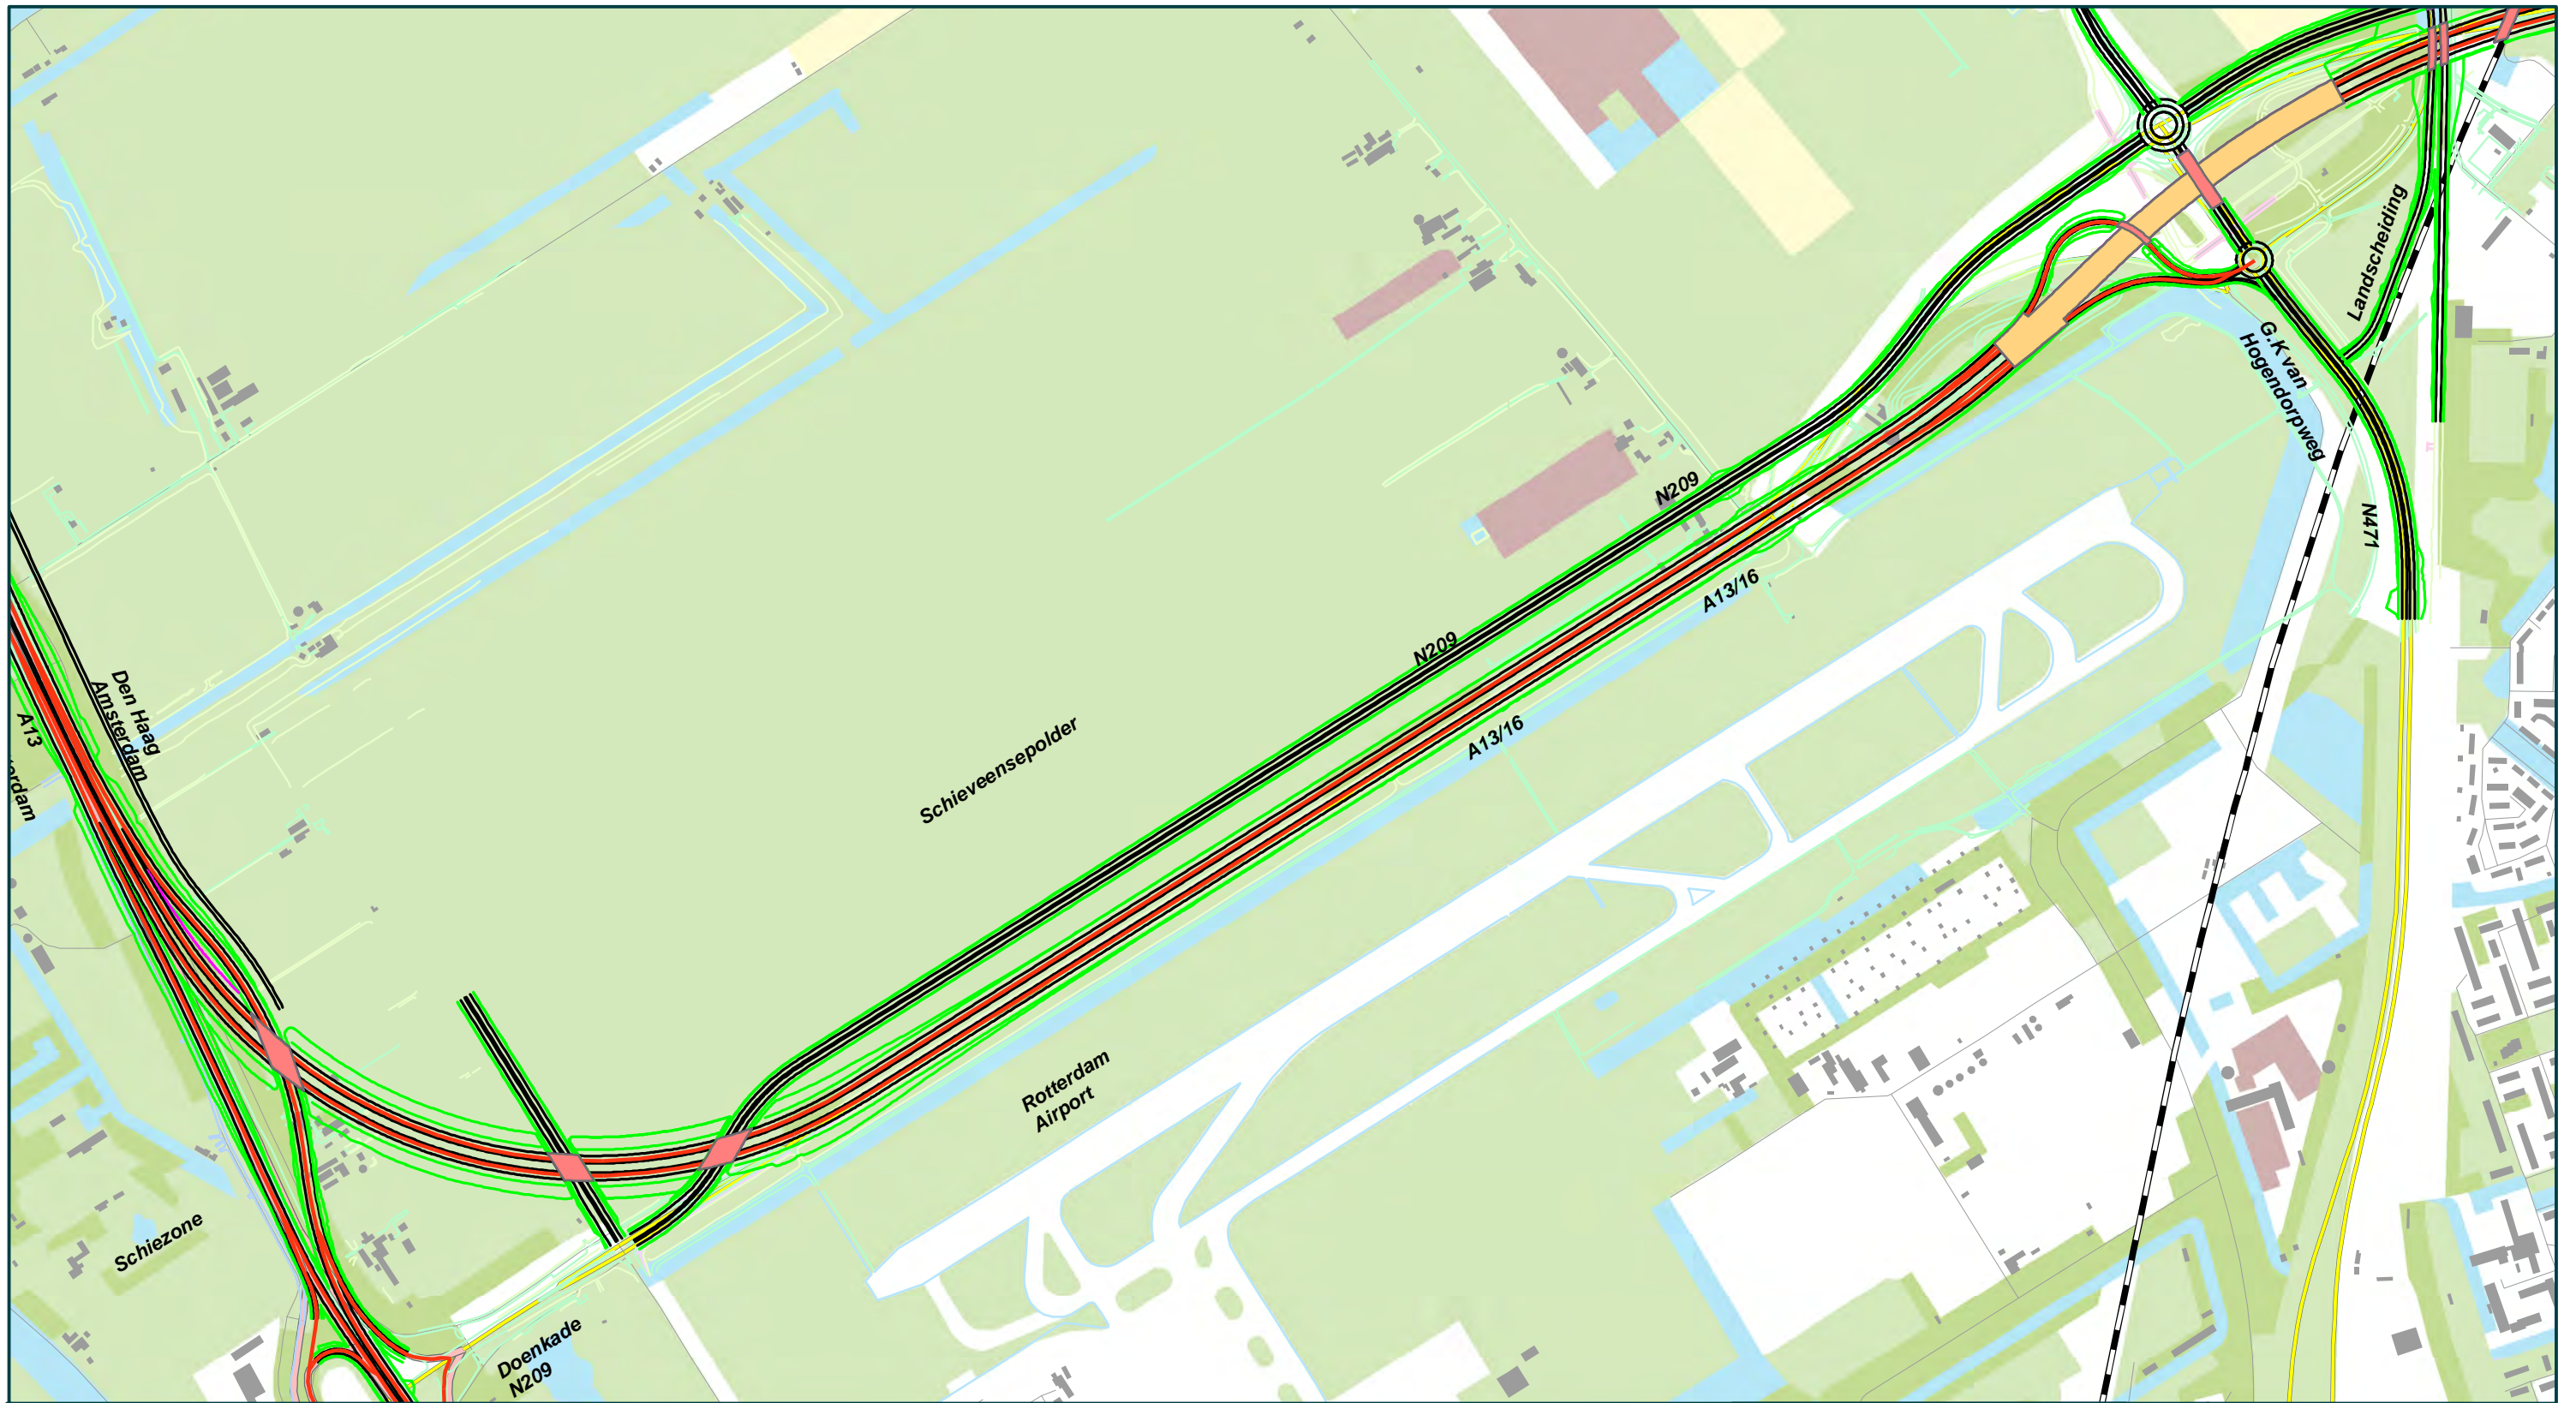 Landscheiding
G.K van
Hogendorpweg
N209
N471
A13/16
N209
Den Haag
Amsterdam
A13
A13/16
Schieveensepolder
Rotterdam
Airport
Schiezone
Doenkade
N209